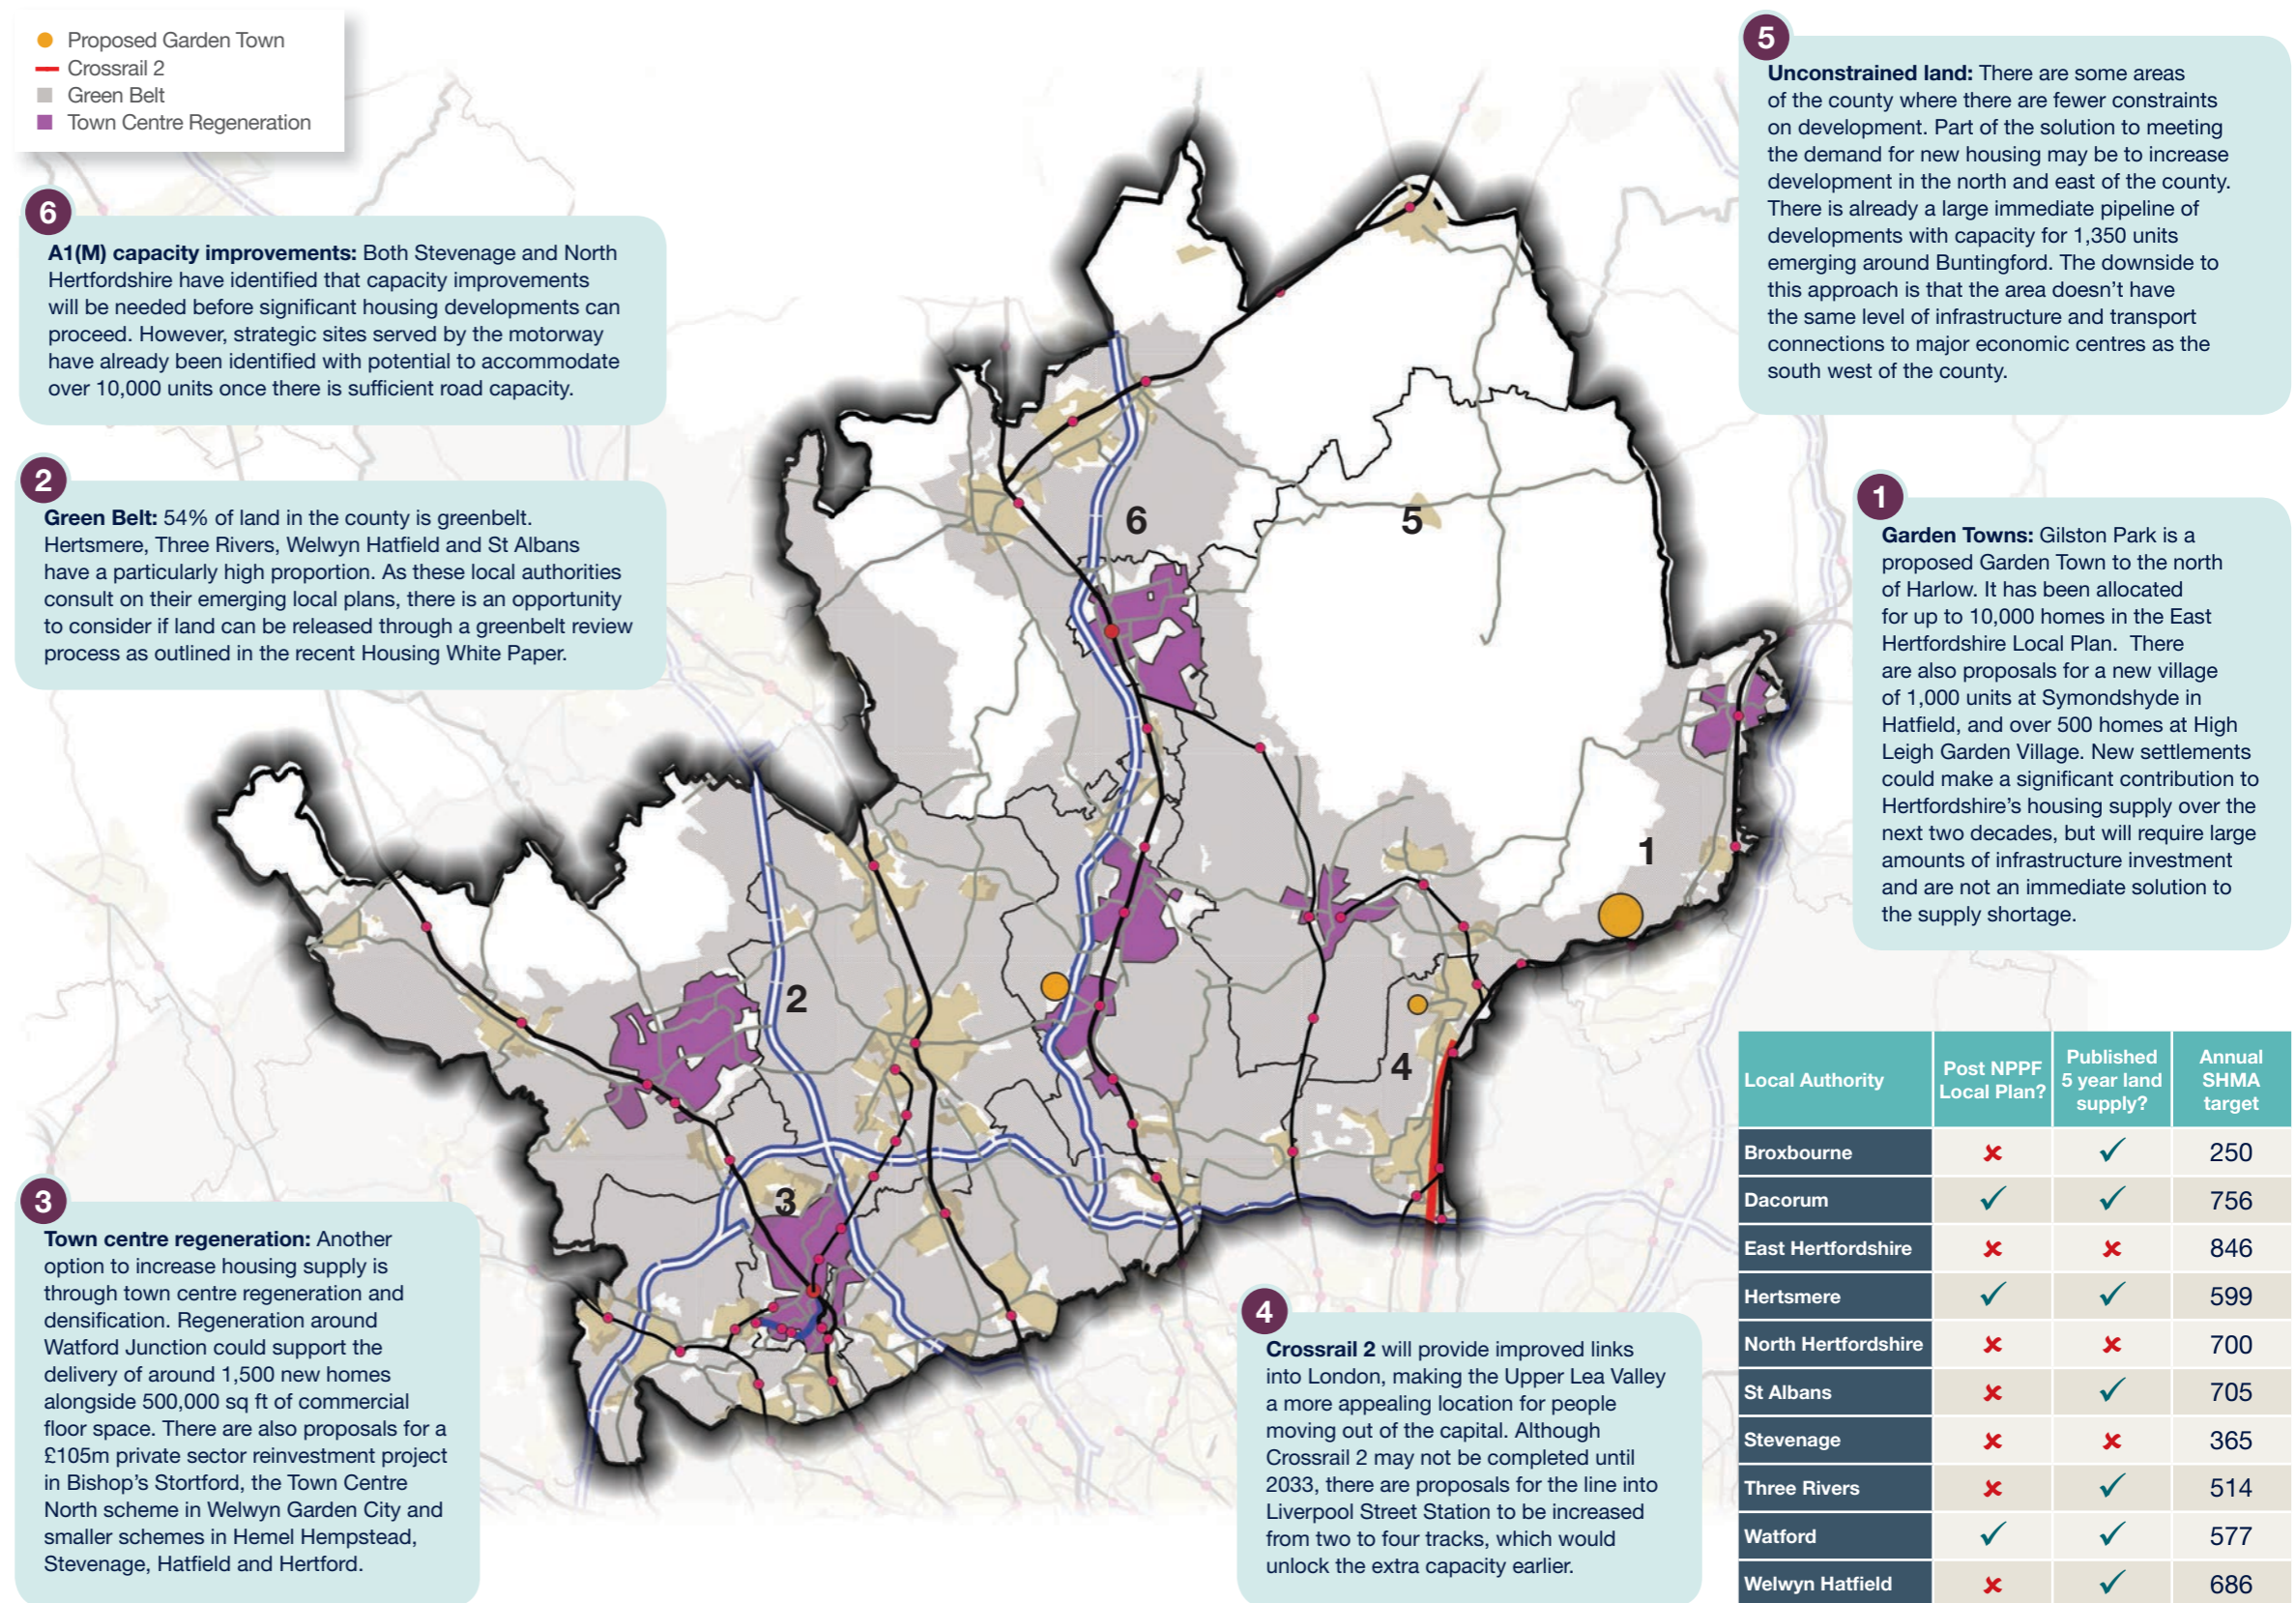 Proposed Garden Town
Crossrail 2
Green Belt
Town Centre Regeneration
6
A1(M) capacity improvements: Both Stevenage and North
Hertfordshire have identified that capacity improvements
will be needed before significant housing developments can
proceed. However, strategic sites served by the motorway
have already been identified with potential to accommodate
over 10,000 units once there is sufficient road capacity.
2
Green Belt: 54% of land in the county is greenbelt.
Hertsmere, Three Rivers, Welwyn Hatfield and St Albans
have a particularly high proportion. As these local authorities
consult on their emerging local plans, there is an opportunity
to consider if land can be released through a greenbelt review
process as outlined in the recent Housing White Paper.
3
Town centre regeneration: Another
option to increase housing supply is
through town centre regeneration and
densification. Regeneration around
Watford Junction could support the
delivery of around 1,500 new homes
alongside 500,000 sq ft of commercial
floor space. There are also proposals for a
£105m private sector reinvestment project
in Bishop's Stortford, the Town Centre
North scheme in Welwyn Garden City and
smaller schemes in Hemel Hempstead,
Stevenage, Hatfield and Hertford.
6
5
1
2
4
3
4
Crossrail 2 will provide improved links
into London, making the Upper Lea Valley
a more appealing location for people
moving out of the capital. Although
Crossrail 2 may not be completed until
2033, there are proposals for the line into
Liverpool Street Station to be increased
from two to four tracks, which would
unlock the extra capacity earlier.
5
Unconstrained land: There are some areas
of the county where there are fewer constraints
on development. Part of the solution to meeting
the demand for new housing may be to increase
development in the north and east of the county.
There is already a large immediate pipeline of
developments with capacity for 1,350 units
emerging around Buntingford. The downside to
this approach is that the area doesn't have
the same level of infrastructure and transport
connections to major economic centres as the
south west of the county.
1
Garden Towns: Gilston Park is a
proposed Garden Town to the north
of Harlow. It has been allocated
for up to 10,000 homes in the East
Hertfordshire Local Plan. There
are also proposals for a new village
of 1,000 units at Symondshyde in
Hatfield, and over 500 homes at High
Leigh Garden Village. New settlements
could make a significant contribution to
Hertfordshire's housing supply over the
next two decades, but will require large
amounts of infrastructure investment
and are not an immediate solution to
the supply shortage.
Local Authority Post NPPF Local Plan? Published 5 year land supply? Annual SHMA target
Broxbourne ✘ ✓ 250
Dacorum ✓ ✓ 756
East Hertfordshire ✘ ✘ 846
Hertsmere ✓ ✓ 599
North Hertfordshire ✘ ✘ 700
St Albans ✘ ✓ 705
Stevenage ✘ ✘ 365
Three Rivers ✘ ✓ 514
Watford ✓ ✓ 577
Welwyn Hatfield ✘ ✓ 686